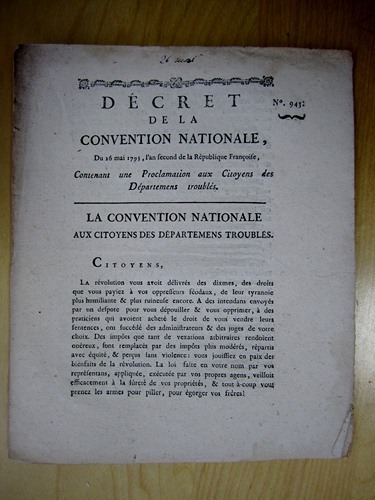 DÉCRET
Nº. 943.
DE LA
CONVENTION NATIONALE,
Du 26 mai 1793, l'an second de la République Françoise,
Contenant une Proclamation aux Citoyens des
Départemens troublés.
LA CONVENTION NATIONALE
AUX CITOYENS DES DÉPARTEMENS TROUBLÉS.
CITOYENS,
LA révolution vous avoit délivrés des dixmes, des droits
que vous payiez à vos oppresseurs féodaux, de leur tyrannie
plus humiliante & plus ruineuse encore. A des intendans envoyés
par un despote pour vous dépouiller & vous opprimer, à des
praticiens qui avoient acheté le droit de vous vendre leurs
sentences, ont succédé des administrateurs & des juges de votre
choix. Des impôts que tant de vexations arbitraires rendoient
onéreux, sont remplacés par des impôts plus modérés, répartis
avec équité, & perçus sans violence: vous jouissiez en paix des
bienfaits de la révolution. La loi faite en votre nom par vos
représentans, appliquée, exécutée par vos propres agens, veilloit
efficacement à la sûreté de vos propriétés, & tout-à-coup vous
prenez les armes pour piller, pour égorger vos frères!